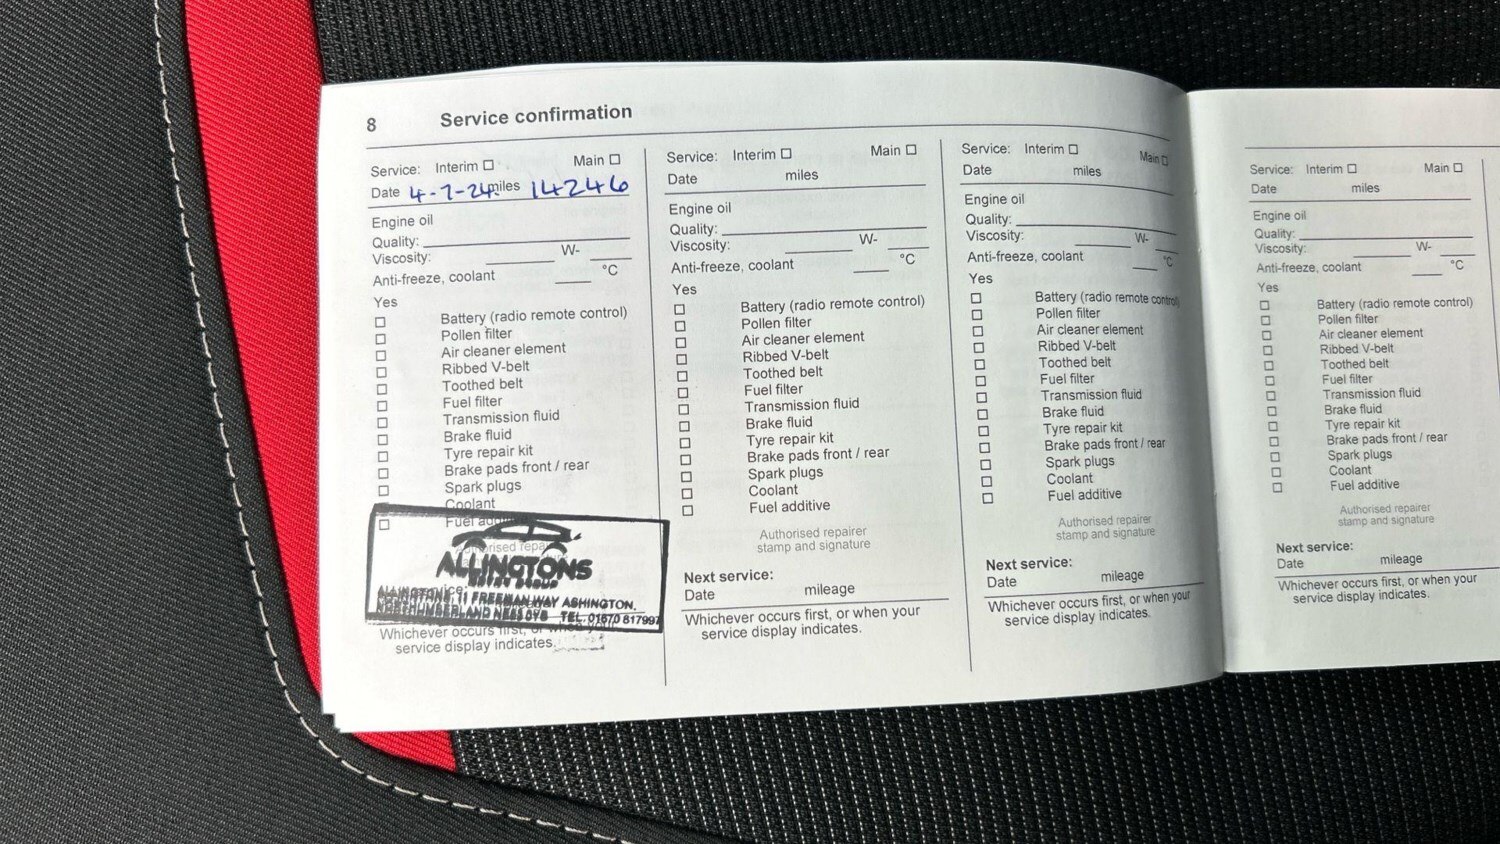 8 Service confirmation
Service: Interim ☐ Main ☐
Date 4-7-24 miles 14246
Engine oil
Quality:
Viscosity: W-
Anti-freeze, coolant °C
Yes
☐ Battery (radio remote control)
☐ Pollen filter
☐ Air cleaner element
☐ Ribbed V-belt
☐ Toothed belt
☐ Fuel filter
☐ Transmission fluid
☐ Brake fluid
☐ Tyre repair kit
☐ Brake pads front / rear
☐ Spark plugs
Coolant
☐ Fuel
ALLINGTONS
11 FREEMAN WAY ASHINGTON,
NORTHUMBERLAND TEL. 01670 817997
Whichever occurs first, or
service display indicates.
Service: Interim ☐ Main ☐
Date miles
Engine oil
Quality:
Viscosity: W-
Anti-freeze, coolant °C
Yes
☐ Battery (radio remote control)
☐ Pollen filter
☐ Air cleaner element
☐ Ribbed V-belt
☐ Toothed belt
☐ Fuel filter
☐ Transmission fluid
☐ Brake fluid
☐ Tyre repair kit
☐ Brake pads front / rear
☐ Spark plugs
☐ Coolant
☐ Fuel additive
Authorised repairer
stamp and signature
Next service:
Date mileage
Whichever occurs first, or when your
service display indicates.
Service: Interim ☐ Main ☐
Date miles
Engine oil
Quality:
Viscosity: W-
Anti-freeze, coolant °C
Yes
☐ Battery (radio remote control)
☐ Pollen filter
☐ Air cleaner element
☐ Ribbed V-belt
☐ Toothed belt
☐ Fuel filter
☐ Transmission fluid
☐ Brake fluid
☐ Tyre repair kit
☐ Brake pads front / rear
☐ Spark plugs
☐ Coolant
☐ Fuel additive
Authorised repairer
stamp and signature
Next service:
Date mileage
Whichever occurs first, or when your
service display indicates.
Service: Interim ☐ Main ☐
Date miles
Engine oil
Quality:
Viscosity: W-
Anti-freeze, coolant °C
Yes
☐ Battery (radio remote control)
☐ Pollen filter
☐ Air cleaner element
☐ Ribbed V-belt
☐ Toothed belt
☐ Fuel filter
☐ Transmission fluid
☐ Brake fluid
☐ Tyre repair kit
☐ Brake pads front / rear
☐ Spark plugs
☐ Coolant
☐ Fuel additive
Authorised repairer
stamp and signature
Next service:
Date mileage
Whichever occurs first, or when your
service display indicates.